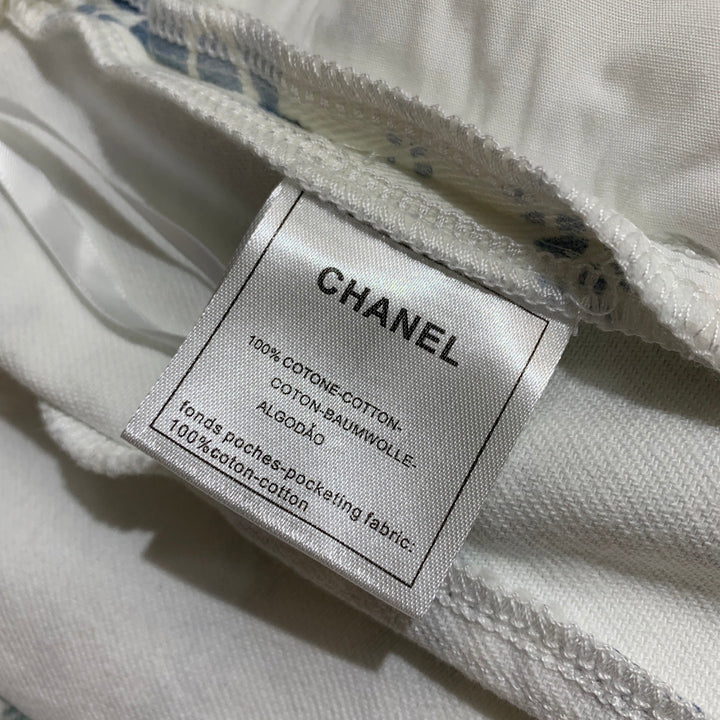 CHANEL
100% COTONE-COTTON-
COTON-BAUMWOLLE-
ALGODÃO
fonds poches-pocketing fabric:
100%coton-cotton